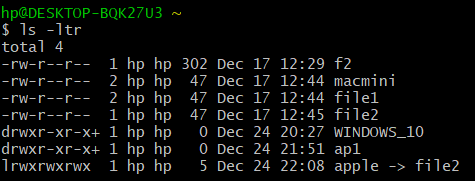 hp@DESKTOP-BQK27U3 ~
$ ls -ltr
total 4
-rw-r--r--  1 hp hp 302 Dec 17 12:29 f2
-rw-r--r--  2 hp hp  47 Dec 17 12:44 macmini
-rw-r--r--  2 hp hp  47 Dec 17 12:44 file1
-rw-r--r--  1 hp hp  47 Dec 17 12:45 file2
drwxr-xr-x+ 1 hp hp   0 Dec 24 20:27 WINDOWS_10
drwxr-xr-x+ 1 hp hp   0 Dec 24 21:51 ap1
lrwxrwxrwx  1 hp hp   5 Dec 24 22:08 apple -> file2